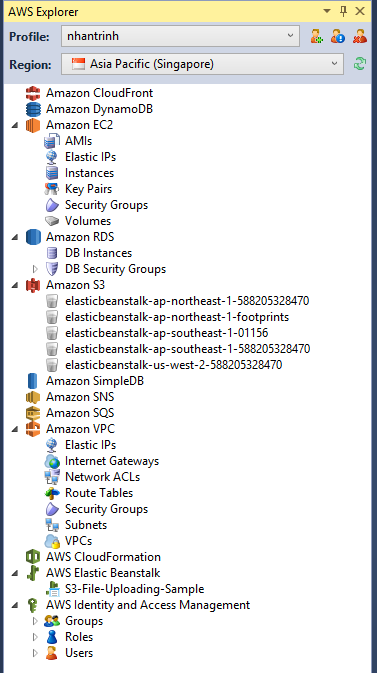 AWS Explorer
Profile: nhantrinh
Region: Asia Pacific (Singapore)
Amazon CloudFront
Amazon DynamoDB
Amazon EC2
AMIs
Elastic IPs
Instances
Key Pairs
Security Groups
Volumes
Amazon RDS
DB Instances
DB Security Groups
Amazon S3
elasticbeanstalk-ap-northeast-1-588205328470
elasticbeanstalk-ap-northeast-1-footprints
elasticbeanstalk-ap-southeast-1-01156
elasticbeanstalk-ap-southeast-1-588205328470
elasticbeanstalk-us-west-2-588205328470
Amazon SimpleDB
Amazon SNS
Amazon SQS
Amazon VPC
Elastic IPs
Internet Gateways
Network ACLs
Route Tables
Security Groups
Subnets
VPCs
AWS CloudFormation
AWS Elastic Beanstalk
S3-File-Uploading-Sample
AWS Identity and Access Management
Groups
Roles
Users